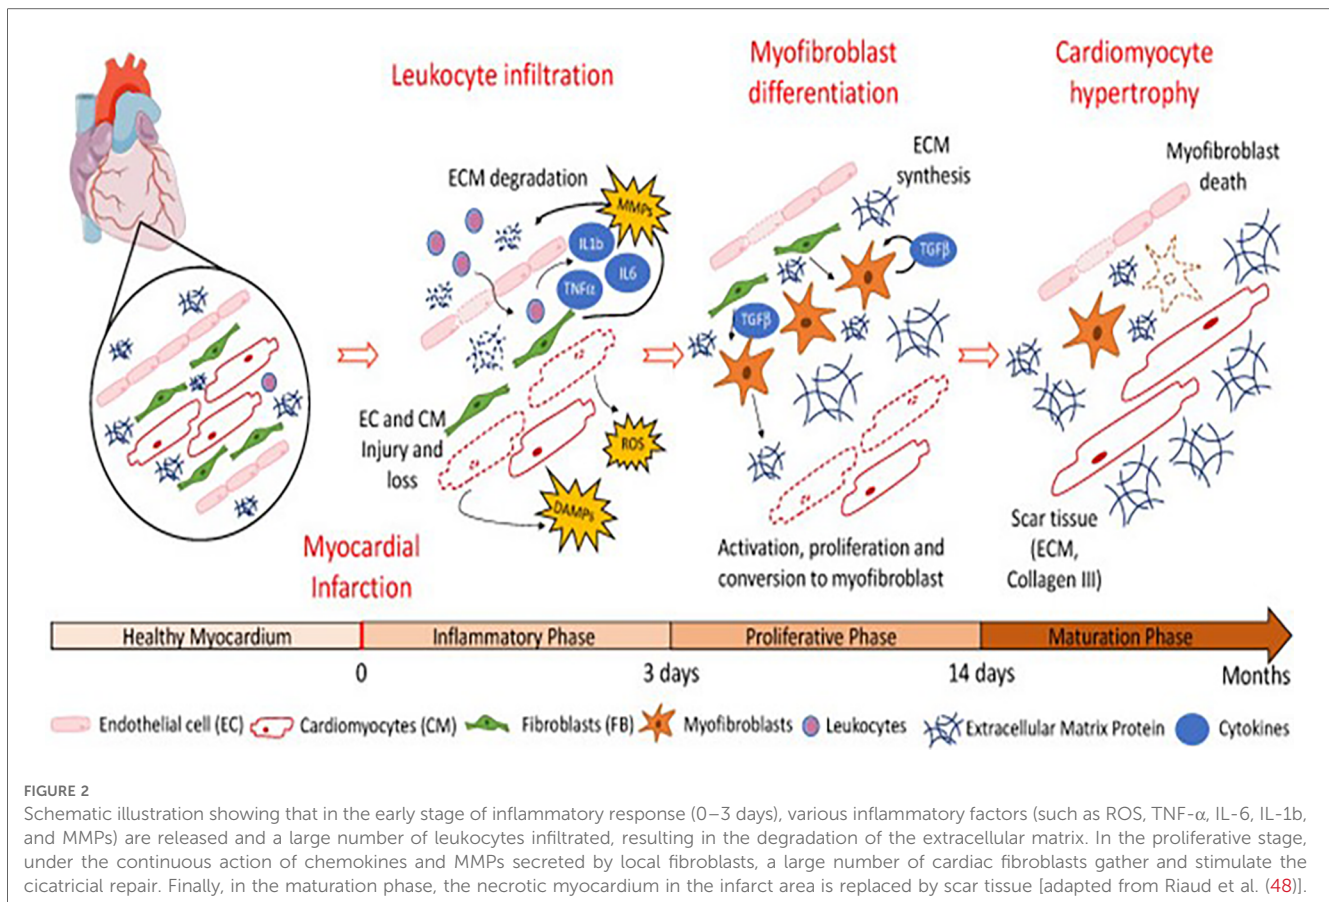 Leukocyte infiltration
Myofibroblast
differentiation
Cardiomyocyte
hypertrophy
ECM degradation
MMPs
IL1b
IL6
TNFα
EC and CM
Injury and
loss
ROS
DAMPs
ECM
synthesis
TGFβ
TGFβ
Activation, proliferation and
conversion to myofibroblast
Myofibroblast
death
Scar tissue
(ECM,
Collagen III)
Myocardial
Infarction
Healthy Myocardium
Inflammatory Phase
Proliferative Phase
Maturation Phase
0
3 days
14 days
Months
Endothelial cell (EC)
Cardiomyocytes (CM)
Fibroblasts (FB)
Myofibroblasts
Leukocytes
Extracellular Matrix Protein
Cytokines
FIGURE 2
Schematic illustration showing that in the early stage of inflammatory response (0–3 days), various inflammatory factors (such as ROS, TNF-α, IL-6, IL-1b,
and MMPs) are released and a large number of leukocytes infiltrated, resulting in the degradation of the extracellular matrix. In the proliferative stage,
under the continuous action of chemokines and MMPs secreted by local fibroblasts, a large number of cardiac fibroblasts gather and stimulate the
cicatricial repair. Finally, in the maturation phase, the necrotic myocardium in the infarct area is replaced by scar tissue [adapted from Riaud et al. (48)].